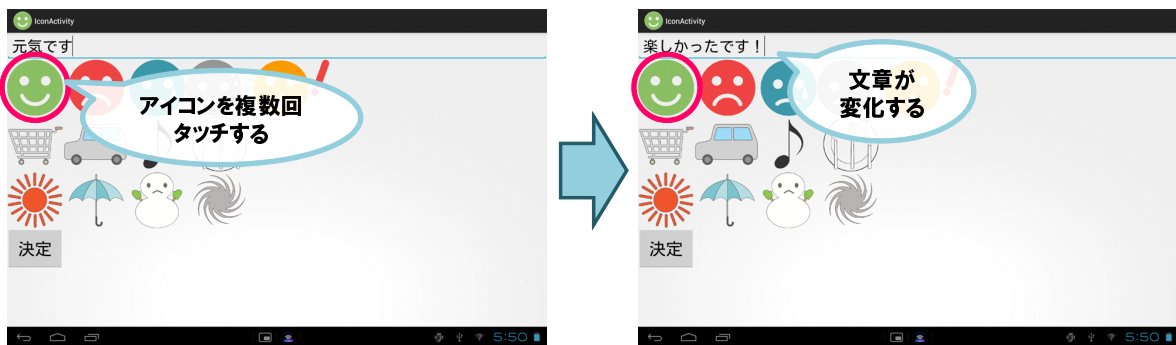 IconActivity
元気です
アイコンを複数回
タッチする
決定
5:50
IconActivity
楽しかったです！
文章が
変化する
決定
5:50